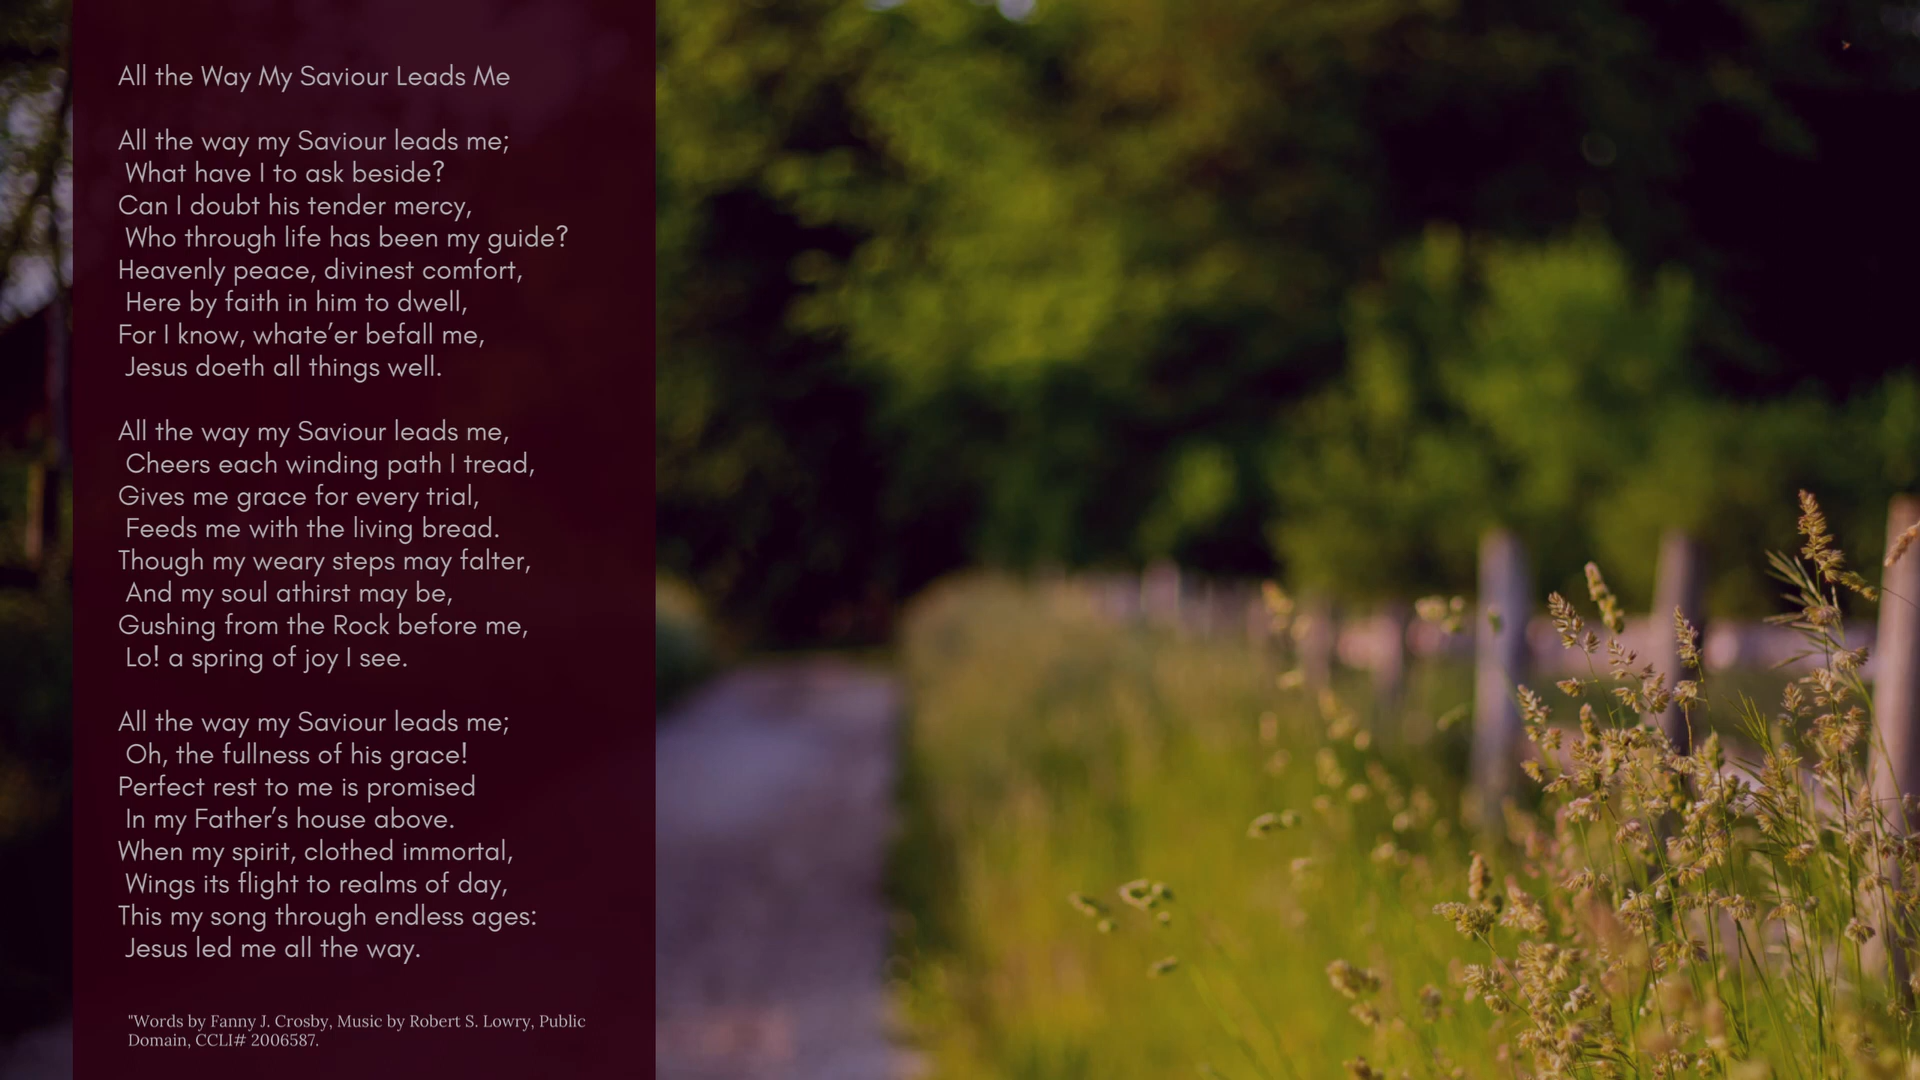 All the Way My Saviour Leads Me
All the way my Saviour leads me;
What have I to ask beside?
Can I doubt his tender mercy,
Who through life has been my guide?
Heavenly peace, divinest comfort,
Here by faith in him to dwell,
For I know, whate’er befall me,
Jesus doeth all things well.
All the way my Saviour leads me,
Cheers each winding path I tread,
Gives me grace for every trial,
Feeds me with the living bread.
Though my weary steps may falter,
And my soul athirst may be,
Gushing from the Rock before me,
Lo! a spring of joy I see.
All the way my Saviour leads me;
Oh, the fullness of his grace!
Perfect rest to me is promised
In my Father’s house above.
When my spirit, clothed immortal,
Wings its flight to realms of day,
This my song through endless ages:
Jesus led me all the way.
"Words by Fanny J. Crosby, Music by Robert S. Lowry, Public
Domain, CCLI# 2006587.